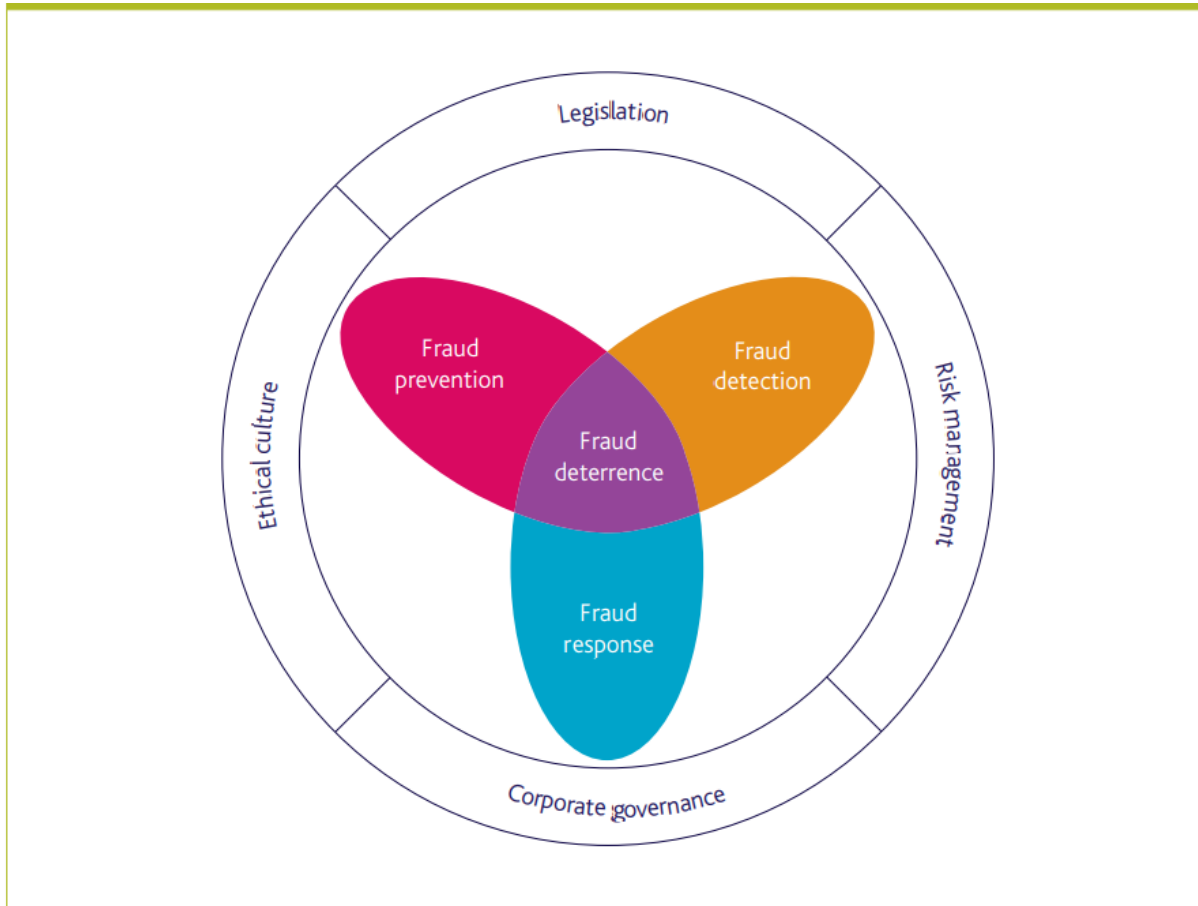 Legislation
Fraud
prevention
Fraud
detection
Ethical culture
Fraud
deterrence
Risk management
Fraud
response
Corporate governance